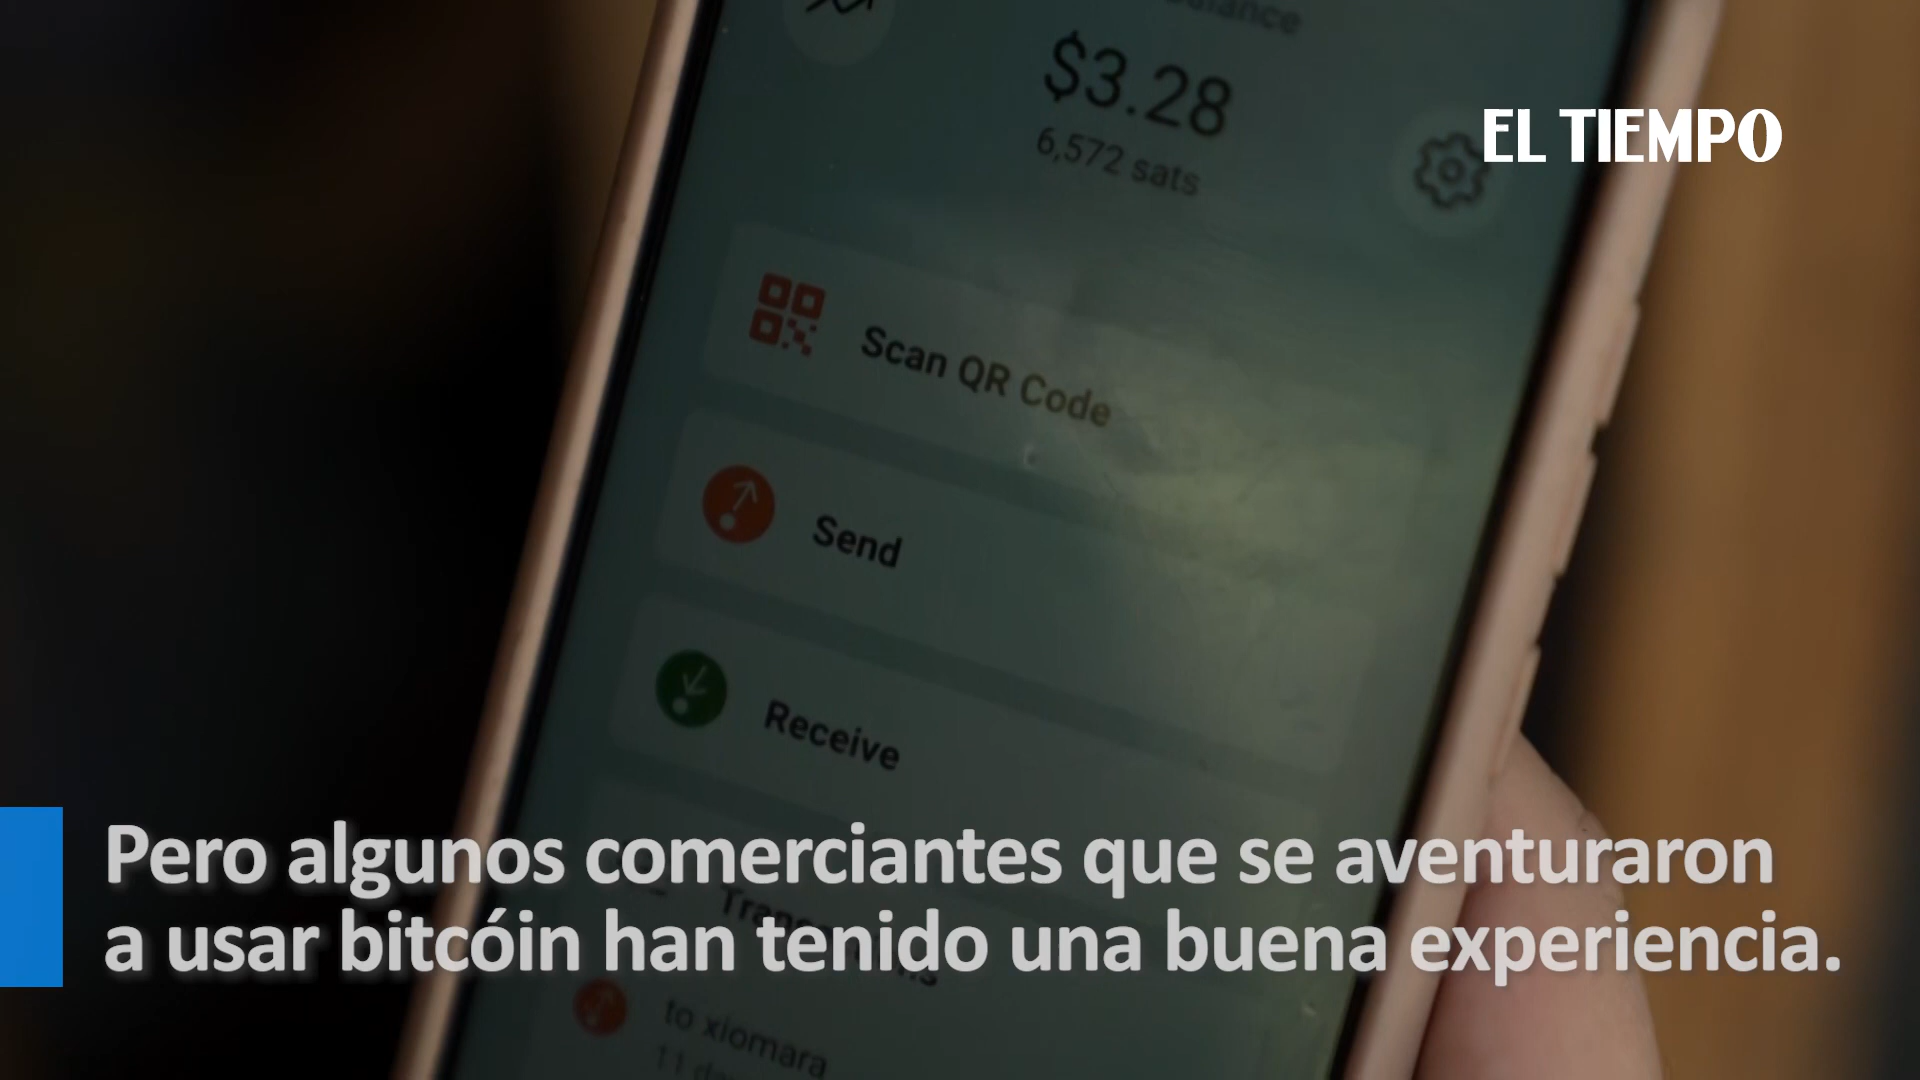 $3.28
6,572 sats
EL TIEMPO
Scan QR Code
Send
Receive
Pero algunos comerciantes que se aventuraron
a usar bitcóin han tenido una buena experiencia.
to xiomara
11